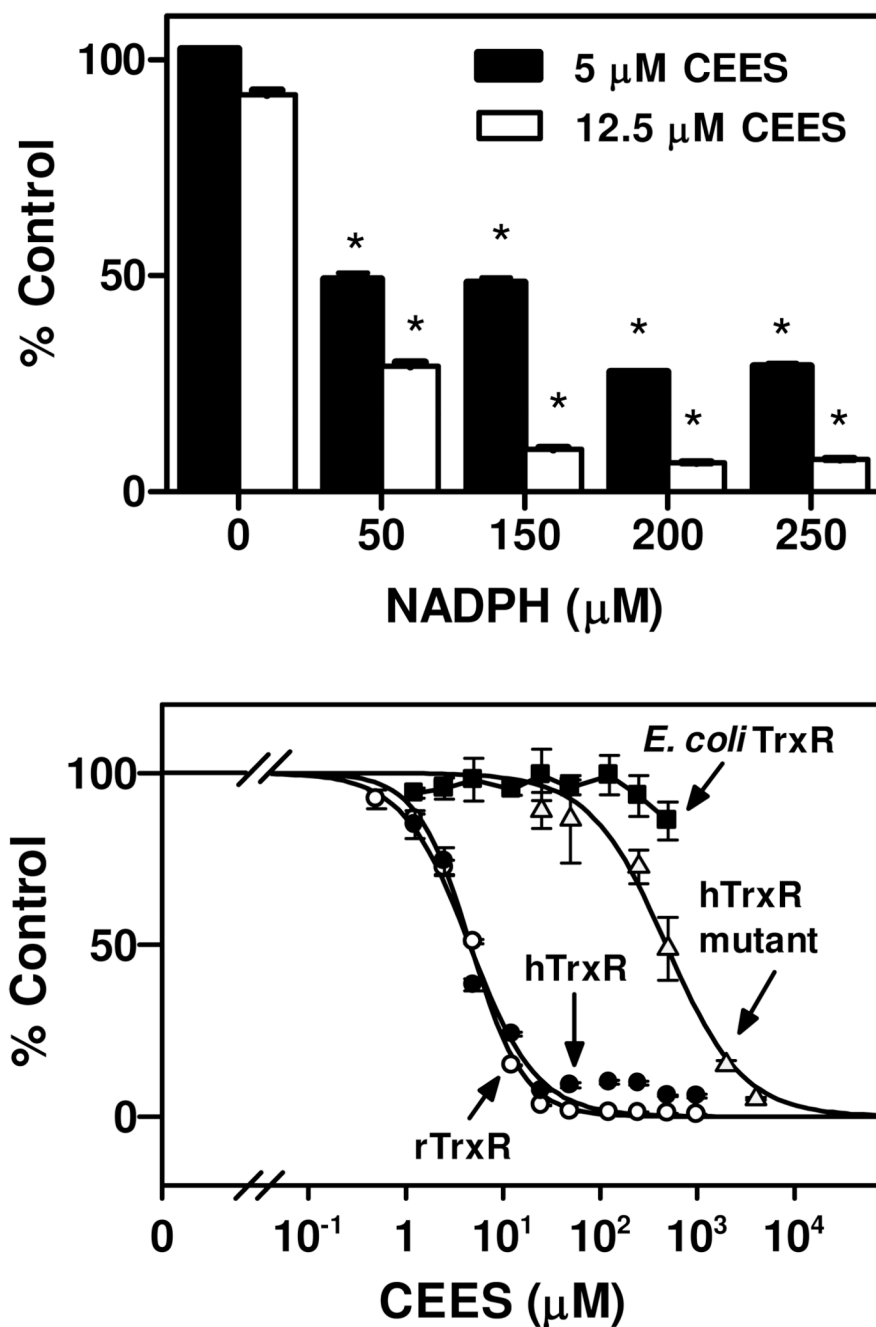 100
50
0
% Control
5 μM CEES
12.5 μM CEES
* * * *
* * * *
0 50 150 200 250
NADPH (μM)
100
50
0
% Control
E. coli TrxR
hTrxR
mutant
hTrxR
rTrxR
0 10⁻¹ 1 10¹ 10² 10³ 10⁴
CEES (μM)